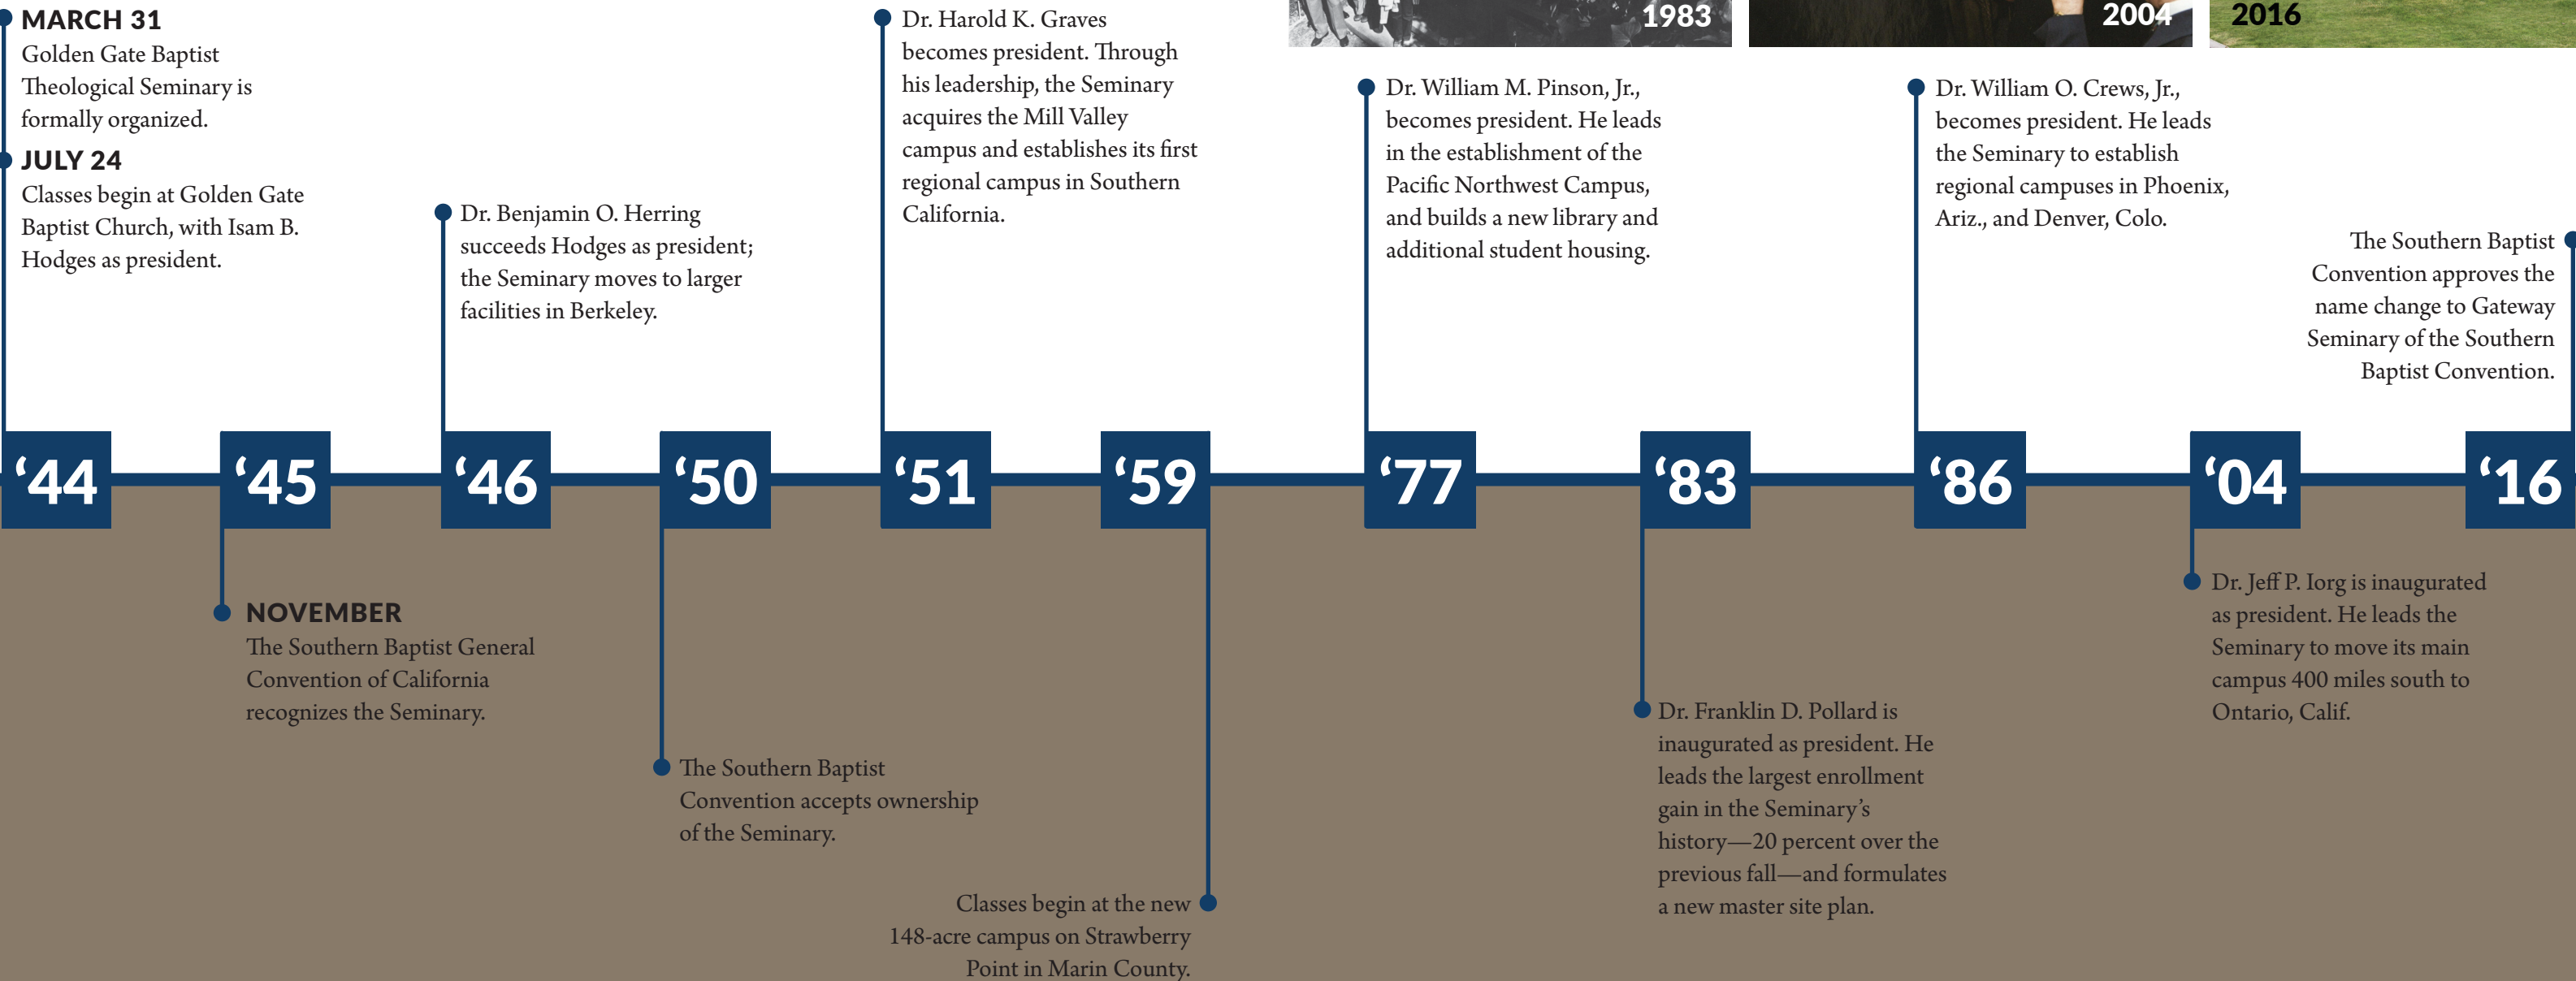 MARCH 31
Golden Gate Baptist
Theological Seminary is
formally organized.
JULY 24
Classes begin at Golden Gate
Baptist Church, with Isam B.
Hodges as president.
Dr. Benjamin O. Herring
succeeds Hodges as president;
the Seminary moves to larger
facilities in Berkeley.
Dr. Harold K. Graves
becomes president. Through
his leadership, the Seminary
acquires the Mill Valley
campus and establishes its first
regional campus in Southern
California.
1983
2004
2016
Dr. William M. Pinson, Jr.,
becomes president. He leads
in the establishment of the
Pacific Northwest Campus,
and builds a new library and
additional student housing.
Dr. William O. Crews, Jr.,
becomes president. He leads
the Seminary to establish
regional campuses in Phoenix,
Ariz., and Denver, Colo.
The Southern Baptist
Convention approves the
name change to Gateway
Seminary of the Southern
Baptist Convention.
‘44
‘45
‘46
‘50
‘51
‘59
‘77
‘83
‘86
‘04
‘16
NOVEMBER
The Southern Baptist General
Convention of California
recognizes the Seminary.
The Southern Baptist
Convention accepts ownership
of the Seminary.
Classes begin at the new
148-acre campus on Strawberry
Point in Marin County.
Dr. Franklin D. Pollard is
inaugurated as president. He
leads the largest enrollment
gain in the Seminary’s
history—20 percent over the
previous fall—and formulates
a new master site plan.
Dr. Jeff P. Iorg is inaugurated
as president. He leads the
Seminary to move its main
campus 400 miles south to
Ontario, Calif.